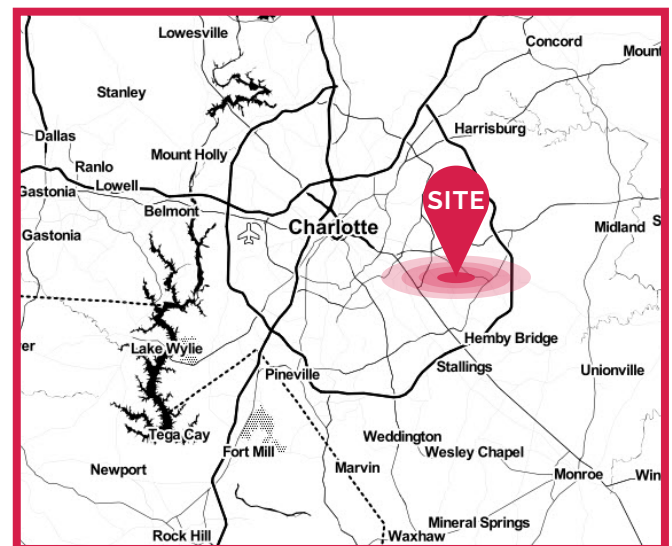 Lowesville
Concord
Mount
Stanley
Harrisburg
Dallas
Mount Holly
Ranlo
Lowell
Gastonia
SITE
Belmont
Charlotte
Midland
S
Gastonia
er
Lake Wylie
Hemby Bridge
Stallings
Pineville
Unionville
Tega Cay
Weddington
Fort Mill
Wesley Chapel
Newport
Marvin
Monroe
Win
Mineral Springs
Rock Hill
Waxhaw